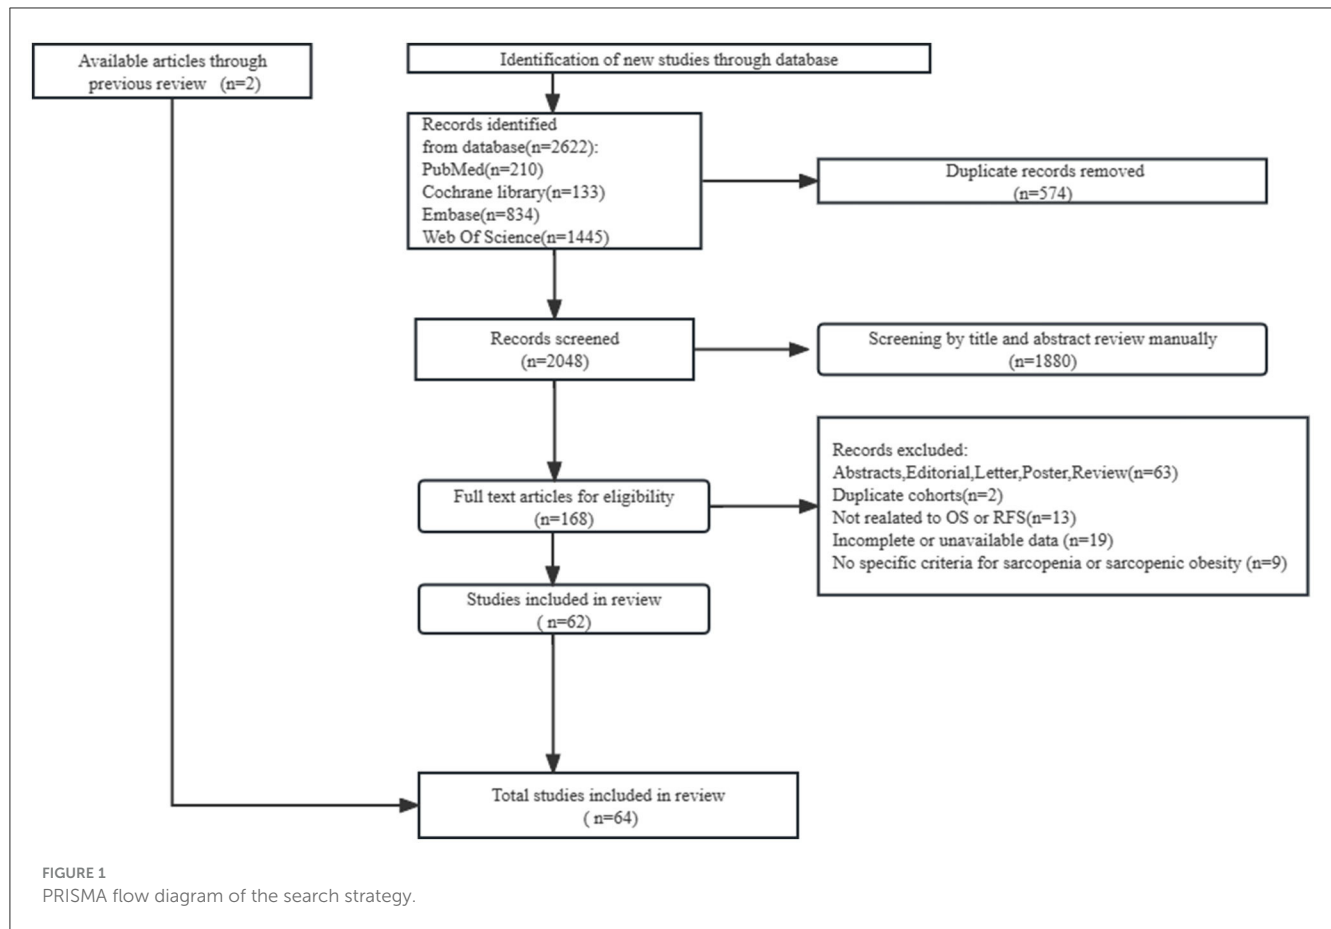 Available articles through
previous review (n=2)
Identification of new studies through database
Records identified
from database(n=2622):
PubMed(n=210)
Cochrane library(n=133)
Embase(n=834)
Web Of Science(n=1445)
Duplicate records removed
(n=574)
Records screened
(n=2048)
Screening by title and abstract review manually
(n=1880)
Full text articles for eligibility
(n=168)
Records excluded:
Abstracts,Editorial,Letter,Poster,Review(n=63)
Duplicate cohorts(n=2)
Not realated to OS or RFS(n=13)
Incomplete or unavailable data (n=19)
No specific criteria for sarcopenia or sarcopenic obesity (n=9)
Studies included in review
( n=62)
Total studies included in review
( n=64)
FIGURE 1
PRISMA flow diagram of the search strategy.